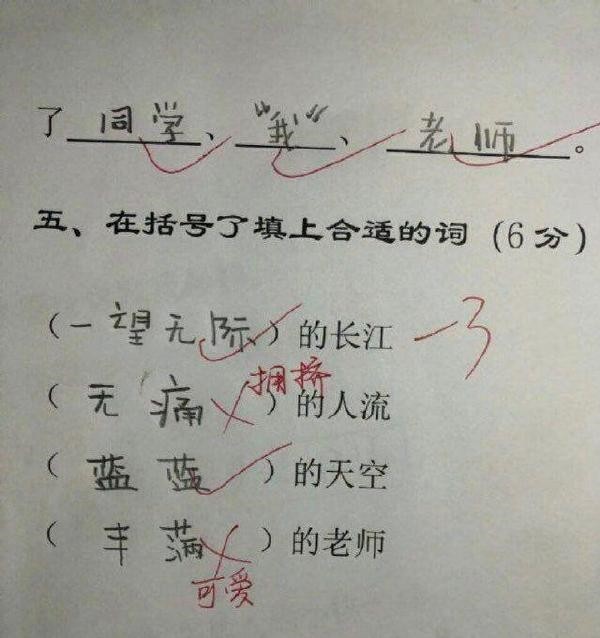 了 同学 、 “我” 、 老师 。
五、在括号了填上合适的词（6分）
（一望无际）的长江 -3
拥挤
（ 无痛 ）的人流
（ 蓝蓝 ）的天空
（ 丰满 ）的老师
可爱